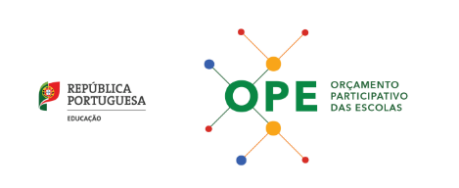 REPÚBLICA
PORTUGUESA
EDUCAÇÃO
OPE
ORÇAMENTO
PARTICIPATIVO
DAS ESCOLAS